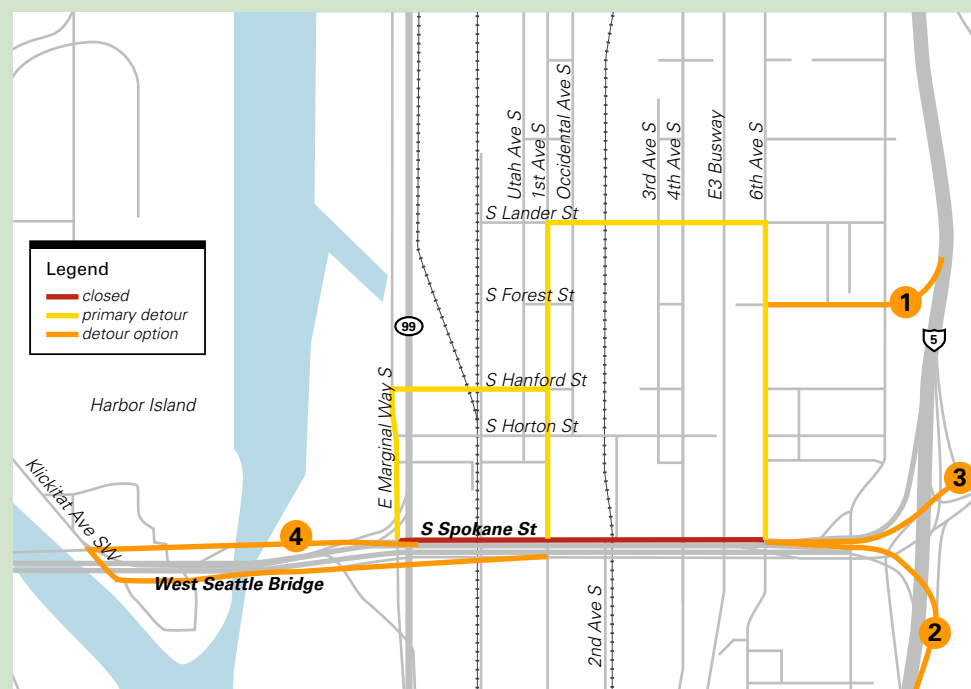 Utah Ave S
1st Ave S
Occidental Ave S
3rd Ave S
4th Ave S
E3 Busway
6th Ave S
S Lander St
Legend
closed
primary detour
detour option
S Forest St
1
99
5
E Marginal Way S
S Hanford St
Harbor Island
S Horton St
Klickitat Ave SW
3
4
S Spokane St
West Seattle Bridge
2nd Ave S
2